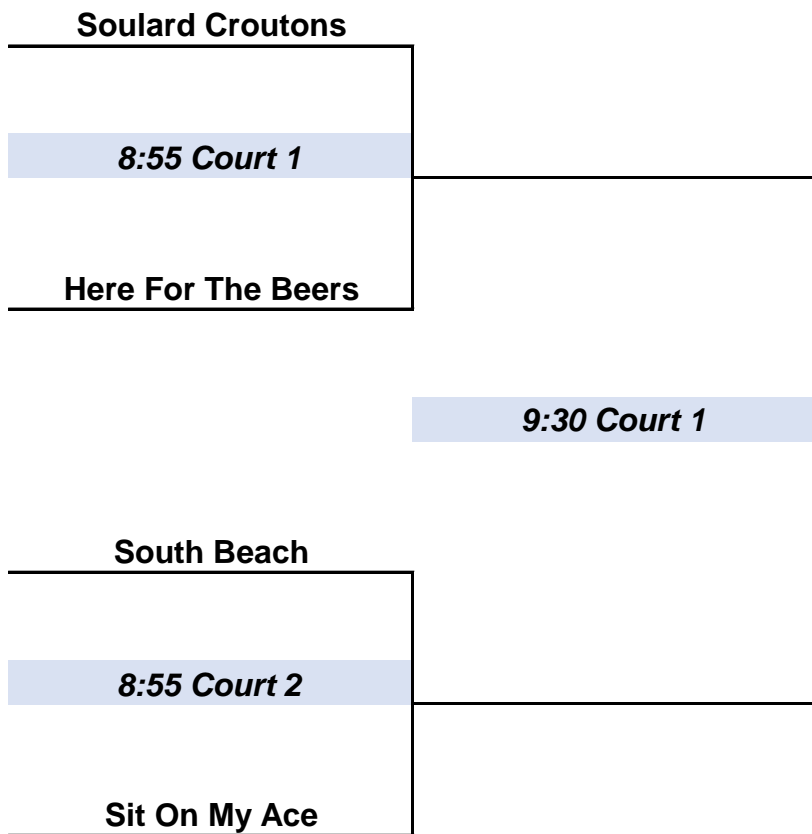 Soulard Croutons
8:55 Court 1
Here For The Beers
9:30 Court 1
South Beach
8:55 Court 2
Sit On My Ace